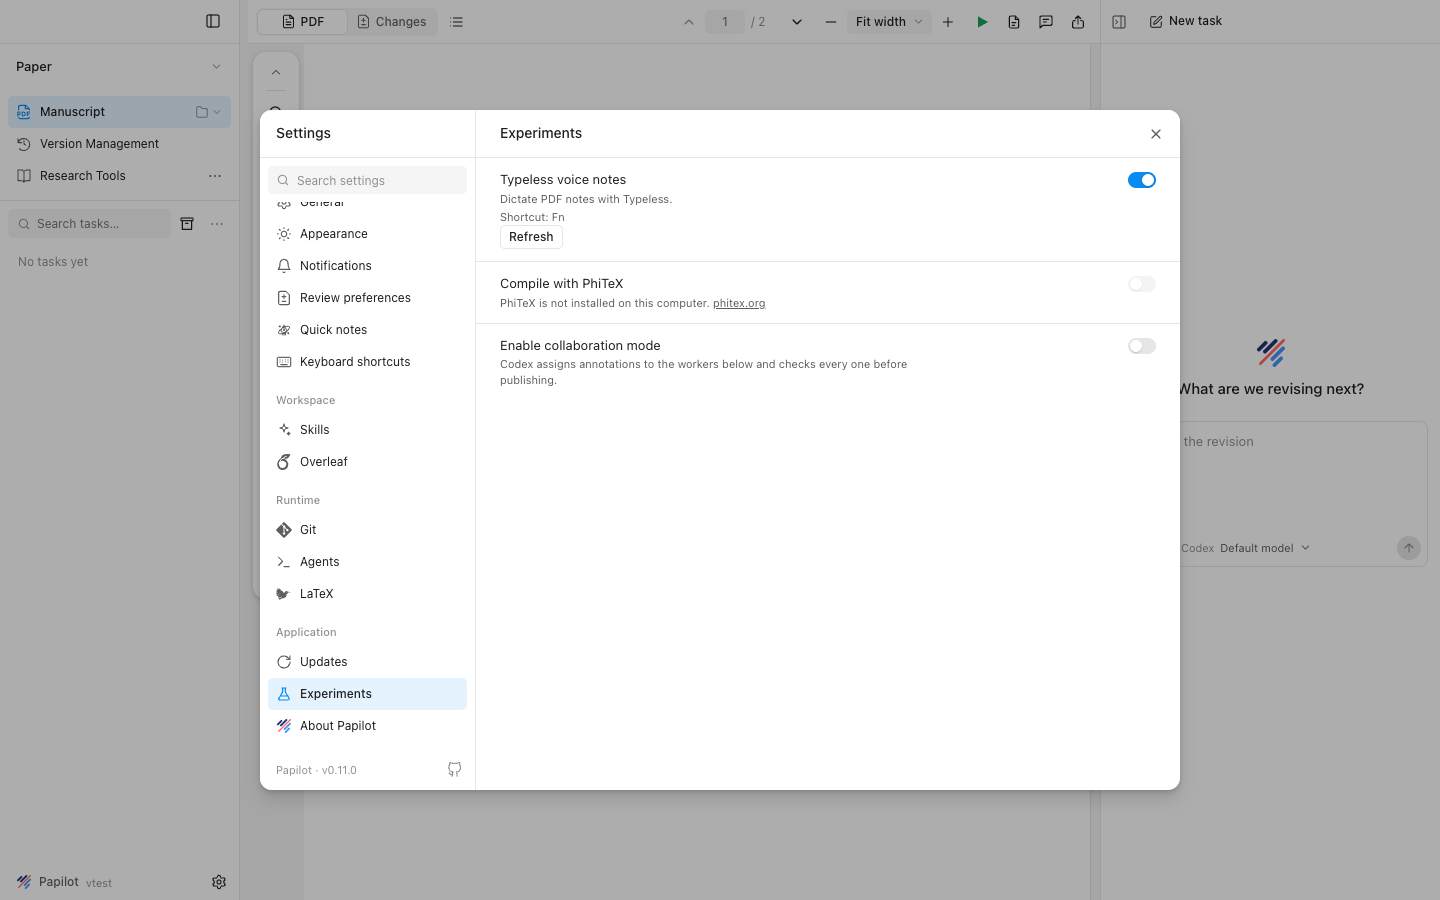 PDF
Changes
1 / 2
Fit width
New task
Paper
Manuscript
Version Management
Research Tools
Search tasks...
No tasks yet
Settings
Search settings
General
Appearance
Notifications
Review preferences
Quick notes
Keyboard shortcuts
Workspace
Skills
Overleaf
Runtime
Git
Agents
LaTeX
Application
Updates
Experiments
About Papilot
Papilot · v0.11.0
Experiments
Typeless voice notes
Dictate PDF notes with Typeless.
Shortcut: Fn
Refresh
Compile with PhiTeX
PhiTeX is not installed on this computer. phitex.org
Enable collaboration mode
Codex assigns annotations to the workers below and checks every one before
publishing.
What are we revising next?
the revision
Codex Default model
Papilot vtest